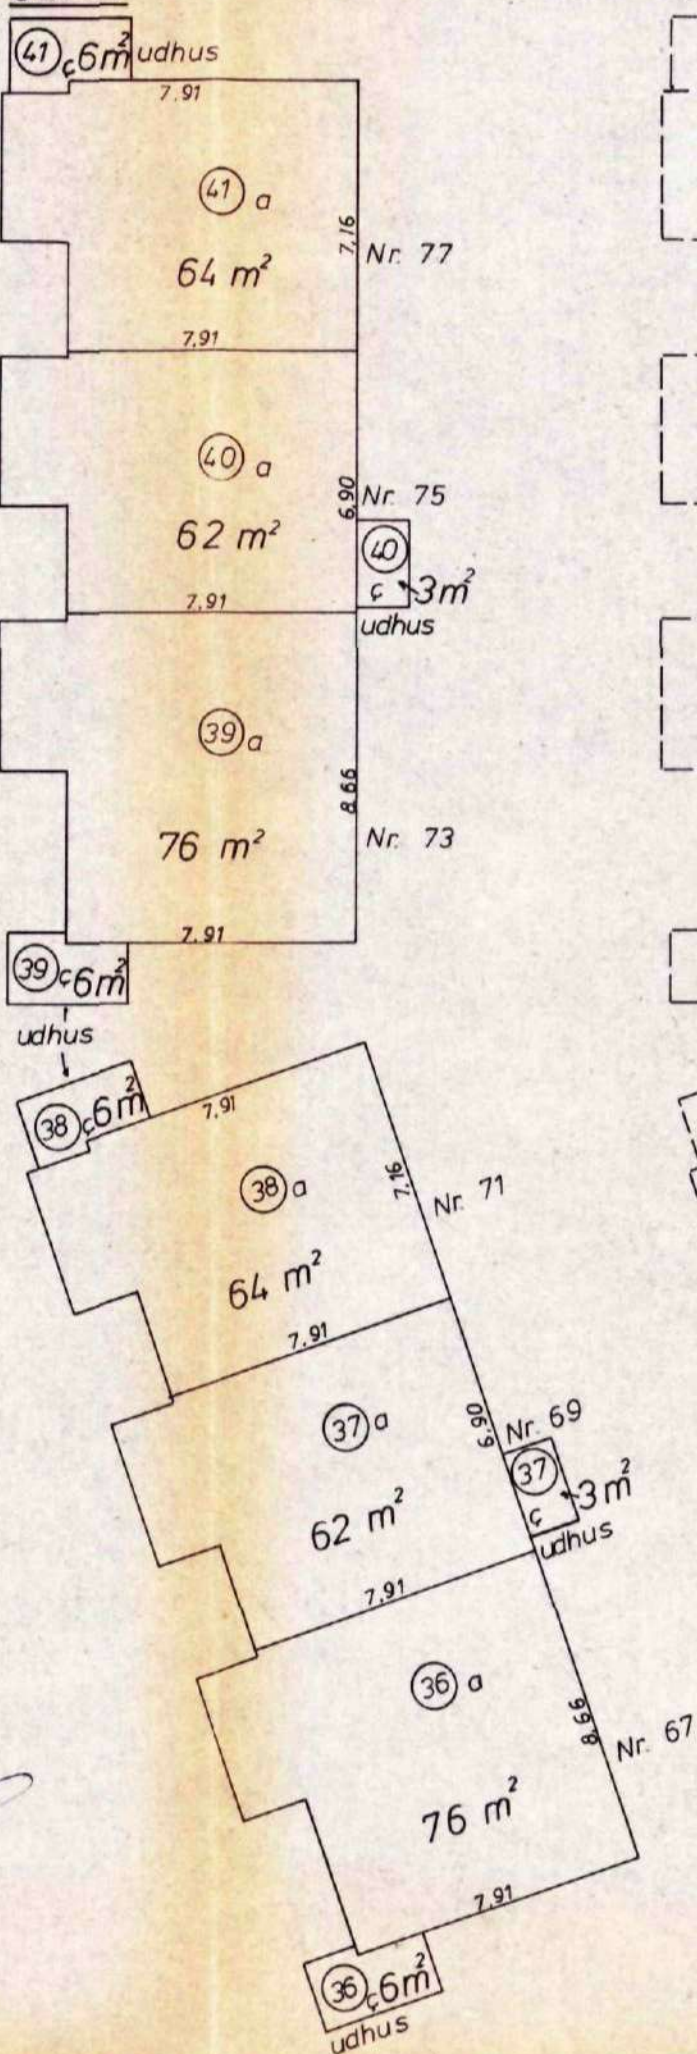 41 ç 6m² udhus
7.91
41 a
7,16
Nr. 77
64 m²
7,91
40 a
6,90
Nr. 75
62 m²
40
ç 3m²
7,91
udhus
39 a
8,66
76 m²
Nr. 73
7.91
39 ç 6m²
udhus
38 ç 6m²
7,91
38 a
7,16
Nr. 71
64 m²
7.91
37 a
6,90
Nr. 69
37
62 m²
ç 3m²
udhus
7,91
36 a
8,66
Nr. 67
76 m²
7,91
36 ç 6m²
udhus